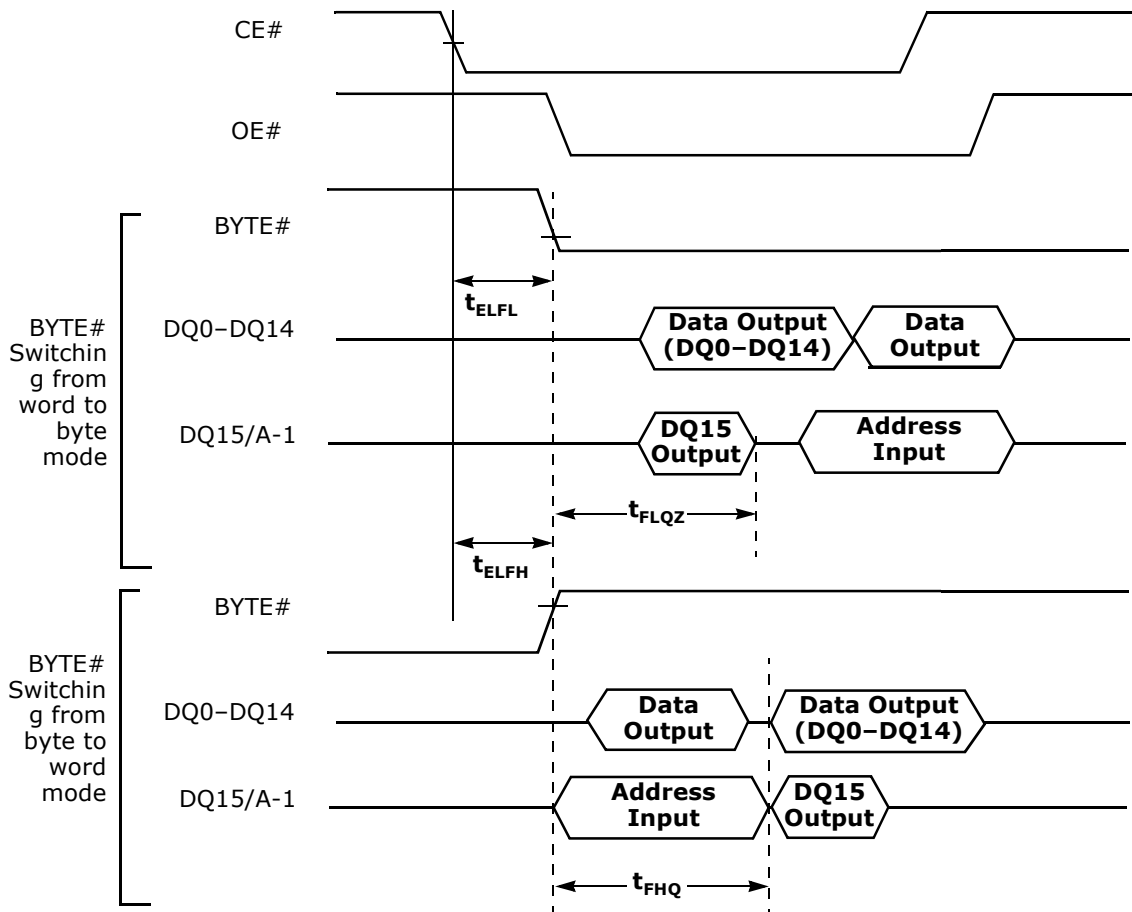 CE#
OE#
BYTE#
tELFL
BYTE#
Switchin
g from
word to
byte
mode
DQ0–DQ14
Data Output
(DQ0–DQ14)
Data
Output
DQ15/A-1
DQ15
Output
Address
Input
tFLQZ
tELFH
BYTE#
BYTE#
Switchin
g from
byte to
word
mode
DQ0–DQ14
Data
Output
Data Output
(DQ0–DQ14)
DQ15/A-1
Address
Input
DQ15
Output
tFHQ